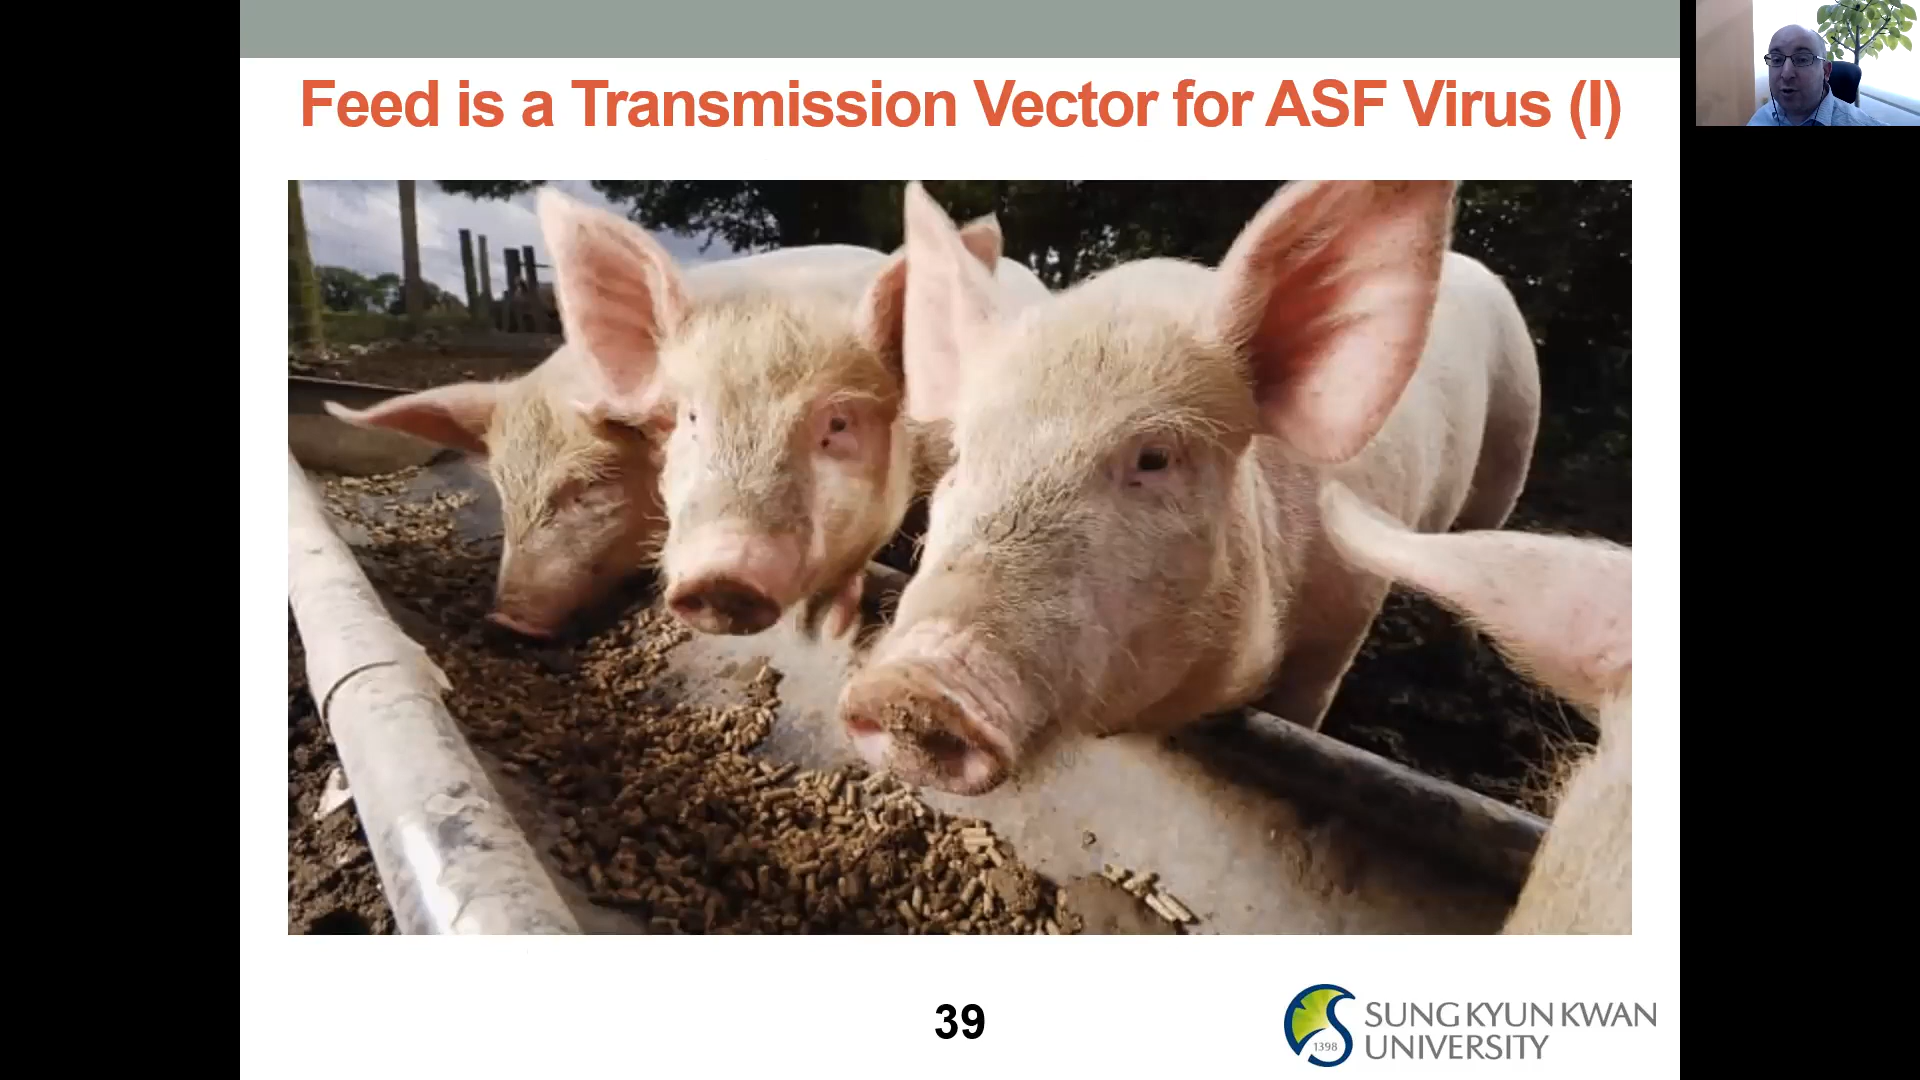 Feed is a Transmission Vector for ASF Virus (I)
39
SUNG KYUN KWAN
UNIVERSITY
1398